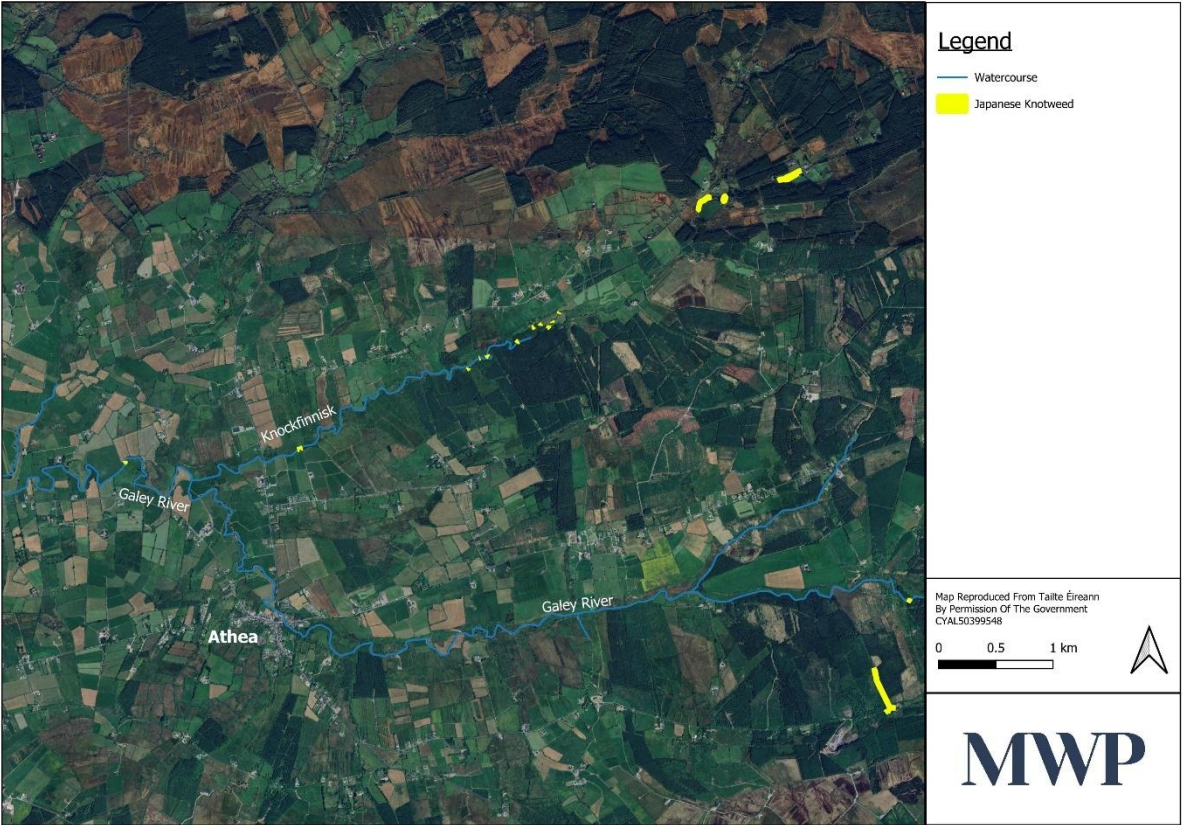 Legend
Watercourse
Japanese Knotweed
Knockfinnisk
Galey River
Galey River
Athea
Map Reproduced From Tailte Éireann
By Permission Of The Government
CYAL50399548
0 0.5 1 km
MWP